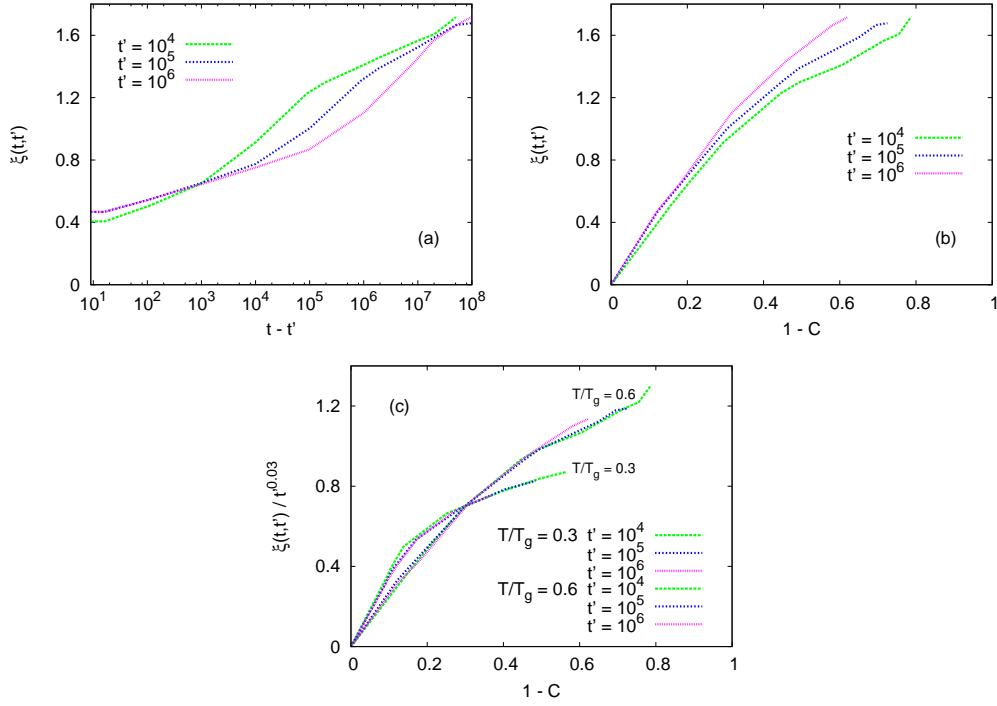 ξ(t,t')
1.6
1.2
0.8
0.4
0
t' = 10^4
t' = 10^5
t' = 10^6
(a)
10^1 10^2 10^3 10^4 10^5 10^6 10^7 10^8
t - t'
ξ(t,t')
1.6
1.2
0.8
0.4
0
t' = 10^4
t' = 10^5
t' = 10^6
(b)
0 0.2 0.4 0.6 0.8 1
1 - C
ξ(t,t') / t'^0.03
1.2
0.8
0.4
0
(c)
T/T_g = 0.6
T/T_g = 0.3
T/T_g = 0.3 t' = 10^4
t' = 10^5
t' = 10^6
T/T_g = 0.6 t' = 10^4
t' = 10^5
t' = 10^6
0 0.2 0.4 0.6 0.8 1
1 - C